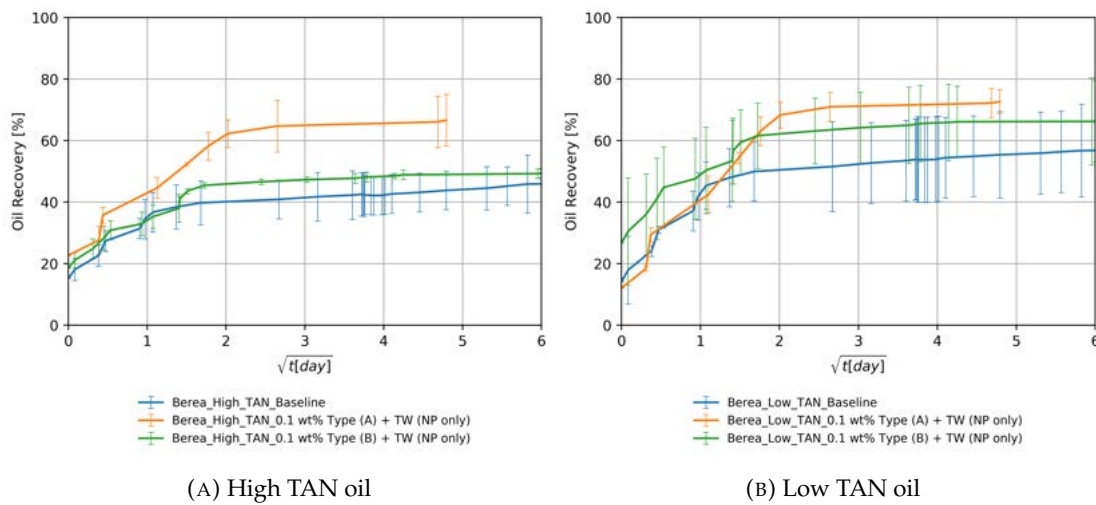 100
80
60
40
20
0
Oil Recovery [%]
0 1 2 3 4 5 6
√t[day]
Berea_High_TAN_Baseline
Berea_High_TAN_0.1 wt% Type (A) + TW (NP only)
Berea_High_TAN_0.1 wt% Type (B) + TW (NP only)
(A) High TAN oil
100
80
60
40
20
0
Oil Recovery [%]
0 1 2 3 4 5 6
√t[day]
Berea_Low_TAN_Baseline
Berea_Low_TAN_0.1 wt% Type (A) + TW (NP only)
Berea_Low_TAN_0.1 wt% Type (B) + TW (NP only)
(B) Low TAN oil